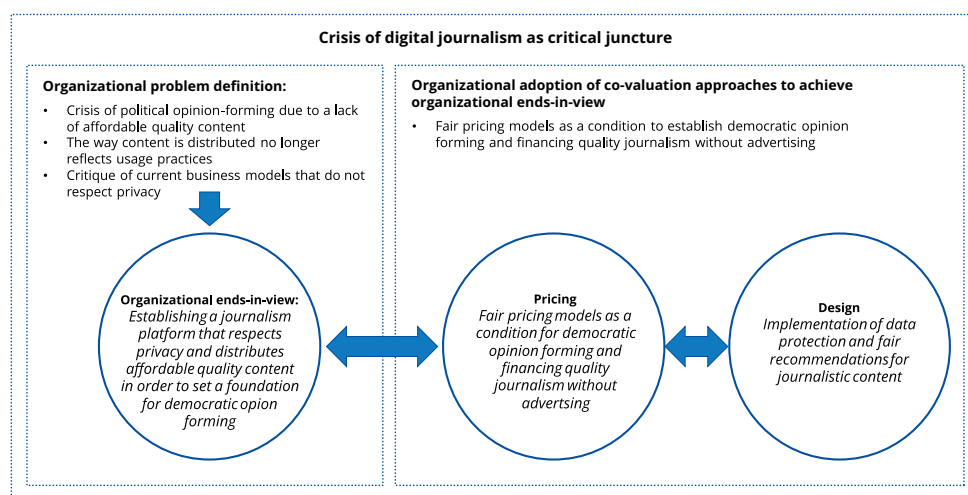 Crisis of digital journalism as critical juncture
Organizational problem definition:
• Crisis of political opinion-forming due to a lack
of affordable quality content
• The way content is distributed no longer
reflects usage practices
• Critique of current business models that do not
respect privacy
Organizational ends-in-view:
Establishing a journalism
platform that respects
privacy and distributes
affordable quality content
in order to set a foundation
for democratic opion
forming
Organizational adoption of co-valuation approaches to achieve
organizational ends-in-view
• Fair pricing models as a condition to establish democratic opinion
forming and financing quality journalism without advertising
Pricing
Fair pricing models as a
condition for democratic
opinion forming and
financing quality
journalism without
advertsing
Design
Implementation of data
protection and fair
recommendations for
journalistic content